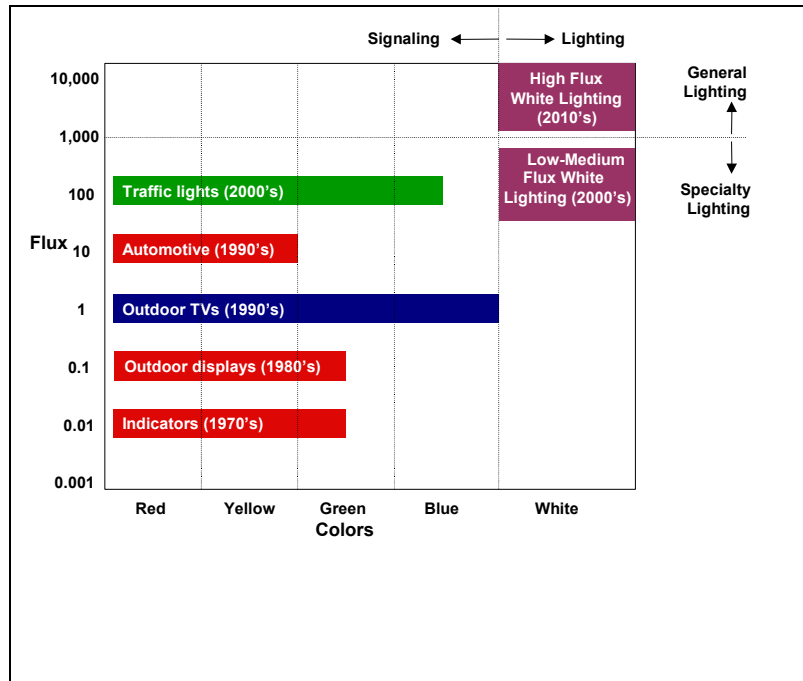 Signaling
Lighting
10,000
High Flux
White Lighting
(2010’s)
General
Lighting
1,000
Low-Medium
Flux White
Lighting (2000’s)
100
Traffic lights (2000’s)
Specialty
Lighting
Flux
10
Automotive (1990’s)
1
Outdoor TVs (1990’s)
0.1
Outdoor displays (1980’s)
0.01
Indicators (1970’s)
0.001
Red
Yellow
Green
Blue
White
Colors